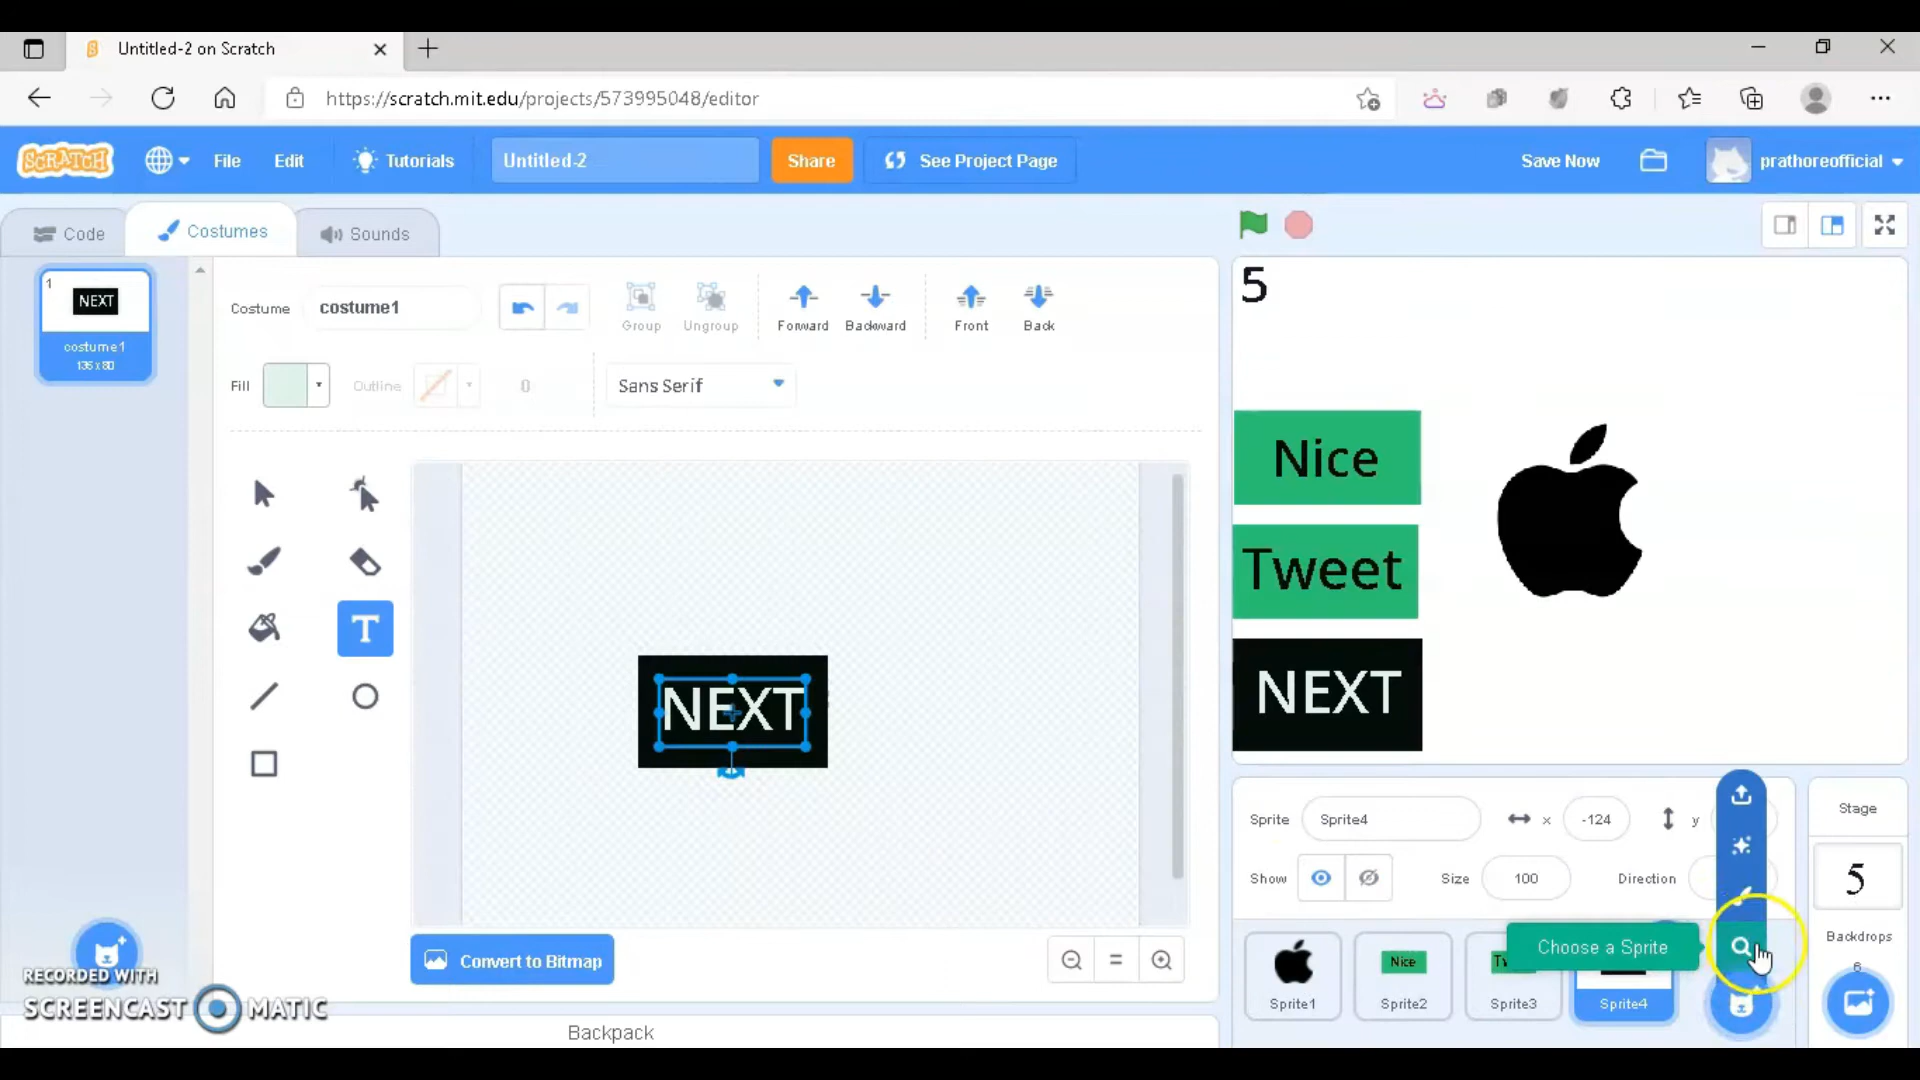 Untitled-2 on Scratch
https://scratch.mit.edu/projects/573995048/editor
SCRATCH
File
Edit
Tutorials
Untitled-2
Share
See Project Page
Save Now
prathoreofficial
Code
Costumes
Sounds
1
NEXT
costume1
Costume
costume1
Group
Ungroup
Forward
Backward
Front
Back
Fill
Outline
0
Sans Serif
T
NEXT
Convert to Bitmap
Backpack
RECORDED WITH
SCREENCAST MATIC
5
Nice
Tweet
NEXT
Sprite
Sprite4
x
-124
y
Show
Size
100
Direction
Choose a Sprite
Sprite1
Nice
Sprite2
Sprite3
Sprite4
Stage
5
Backdrops